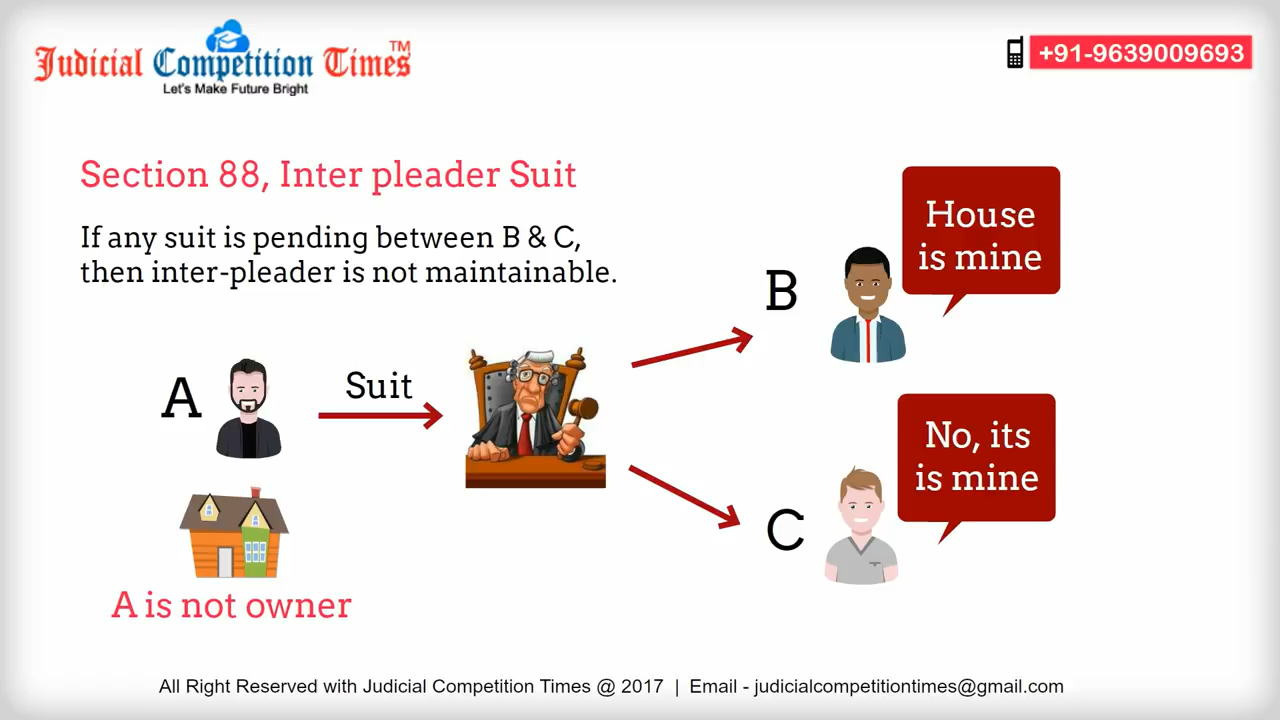 Judicial Competition Times™
Let's Make Future Bright
+91-9639009693
Section 88, Inter pleader Suit
If any suit is pending between B & C,
then inter-pleader is not maintainable.
House
is mine
B
A
Suit
No, its
is mine
C
A is not owner
All Right Reserved with Judicial Competition Times @ 2017 | Email - judicialcompetitiontimes@gmail.com